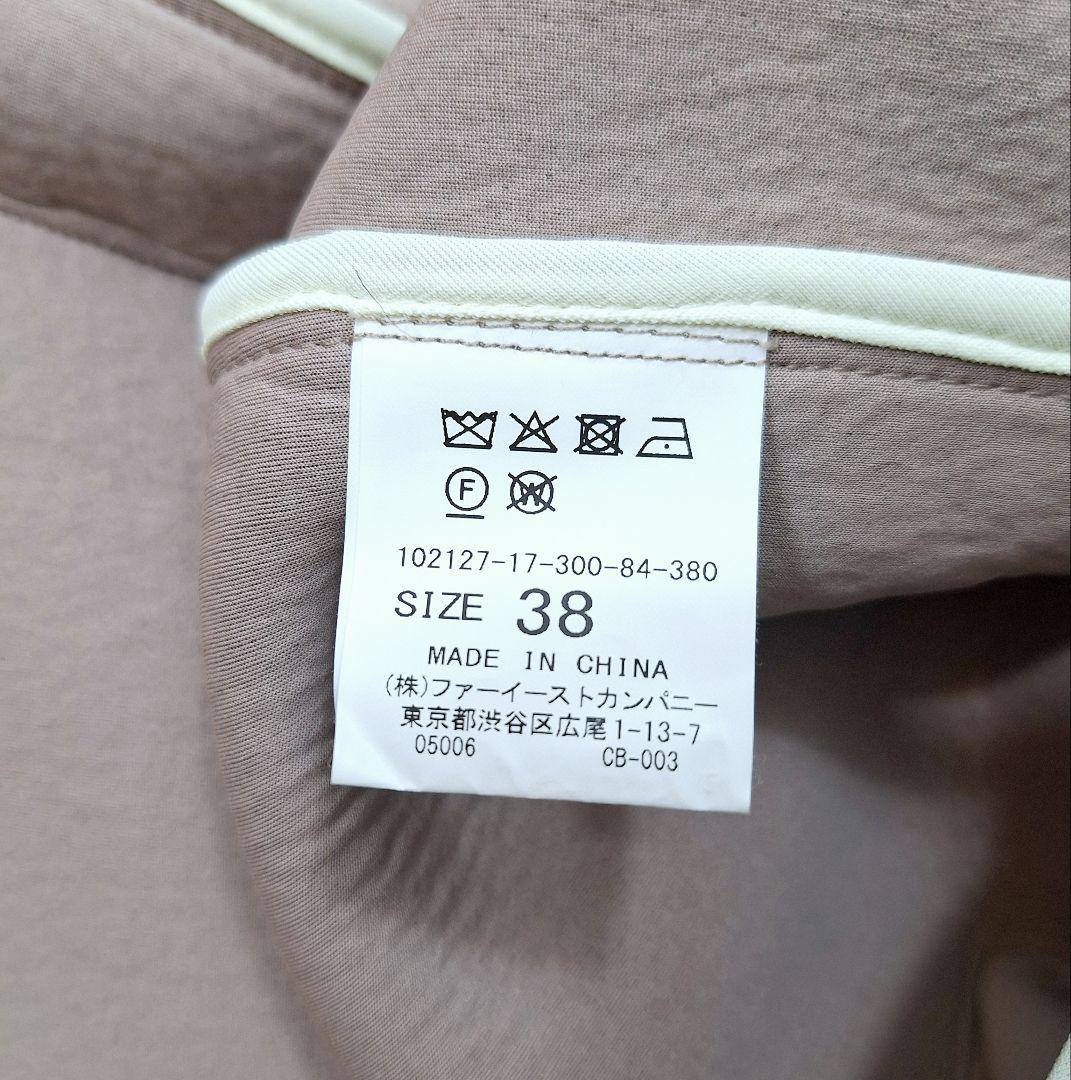 F W
102127-17-300-84-380
SIZE 38
MADE IN CHINA
(株)ファーイーストカンパニー
東京都渋谷区広尾1-13-7
05006 CB-003